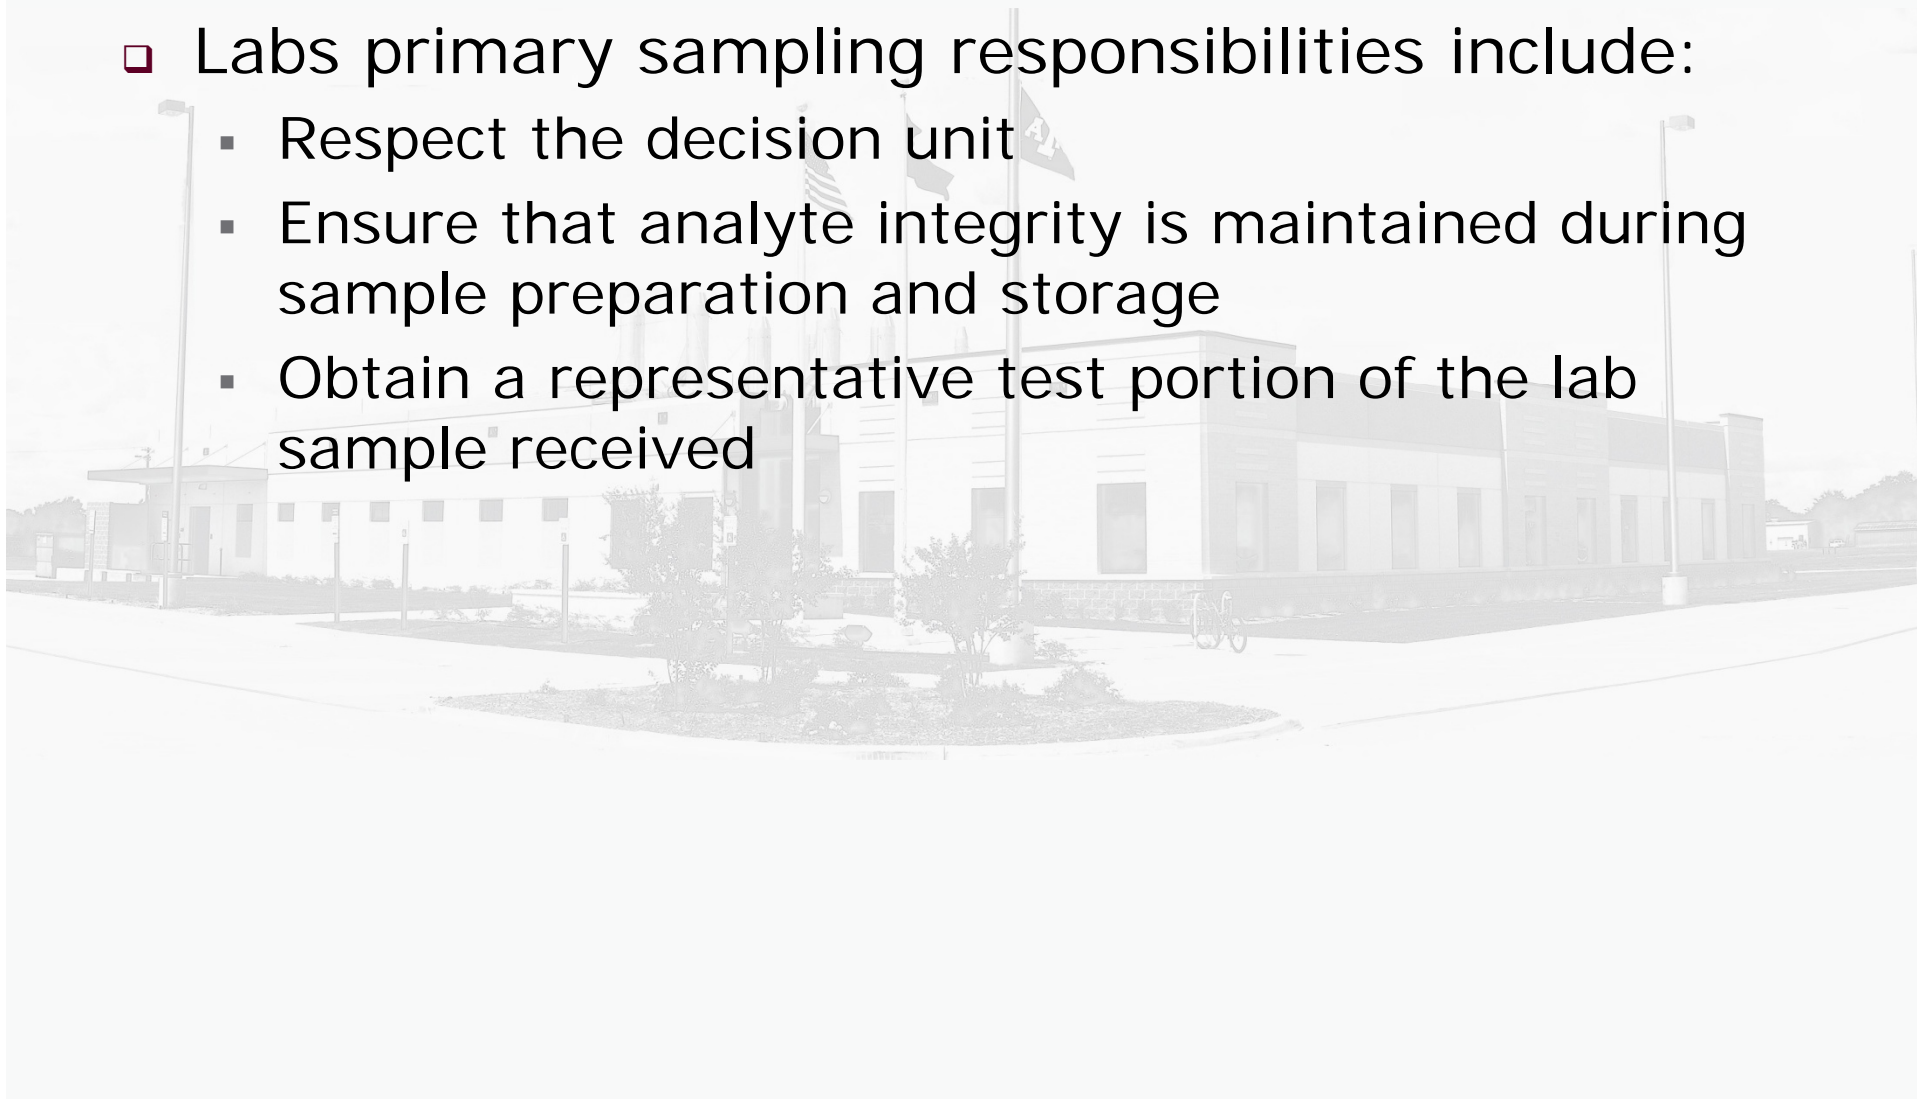 Labs primary sampling responsibilities include:
Respect the decision unit
Ensure that analyte integrity is maintained during
sample preparation and storage
Obtain a representative test portion of the lab
sample received